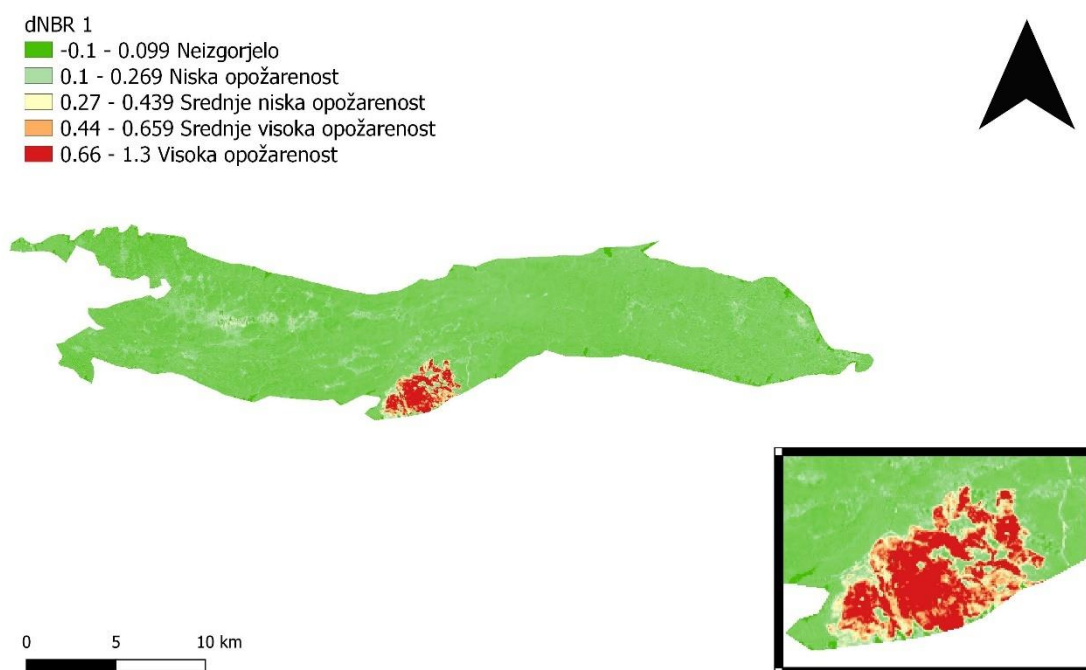 dNBR 1
-0.1 - 0.099 Neizgorjelo
0.1 - 0.269 Niska opožarenost
0.27 - 0.439 Srednje niska opožarenost
0.44 - 0.659 Srednje visoka opožarenost
0.66 - 1.3 Visoka opožarenost
0 5 10 km